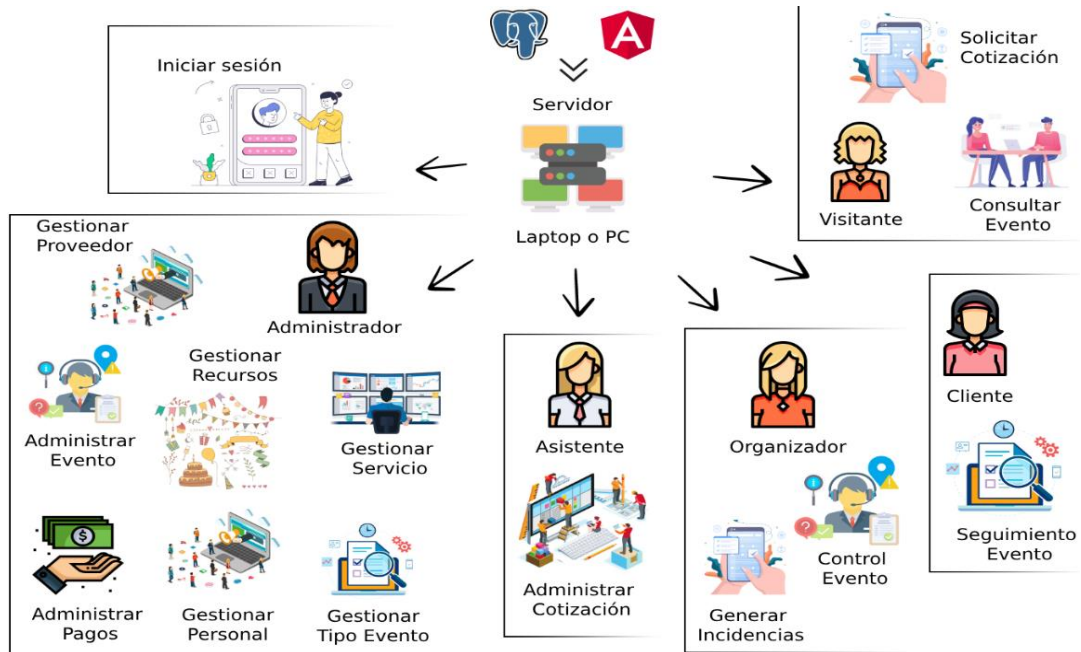 Iniciar sesión
Servidor
Laptop o PC
Solicitar
Cotización
Visitante
Consultar
Evento
Gestionar
Proveedor
Administrador
Gestionar
Recursos
Administrar
Evento
Gestionar
Servicio
Administrar
Pagos
Gestionar
Personal
Gestionar
Tipo Evento
Asistente
Administrar
Cotización
Organizador
Control
Evento
Generar
Incidencias
Cliente
Seguimiento
Evento